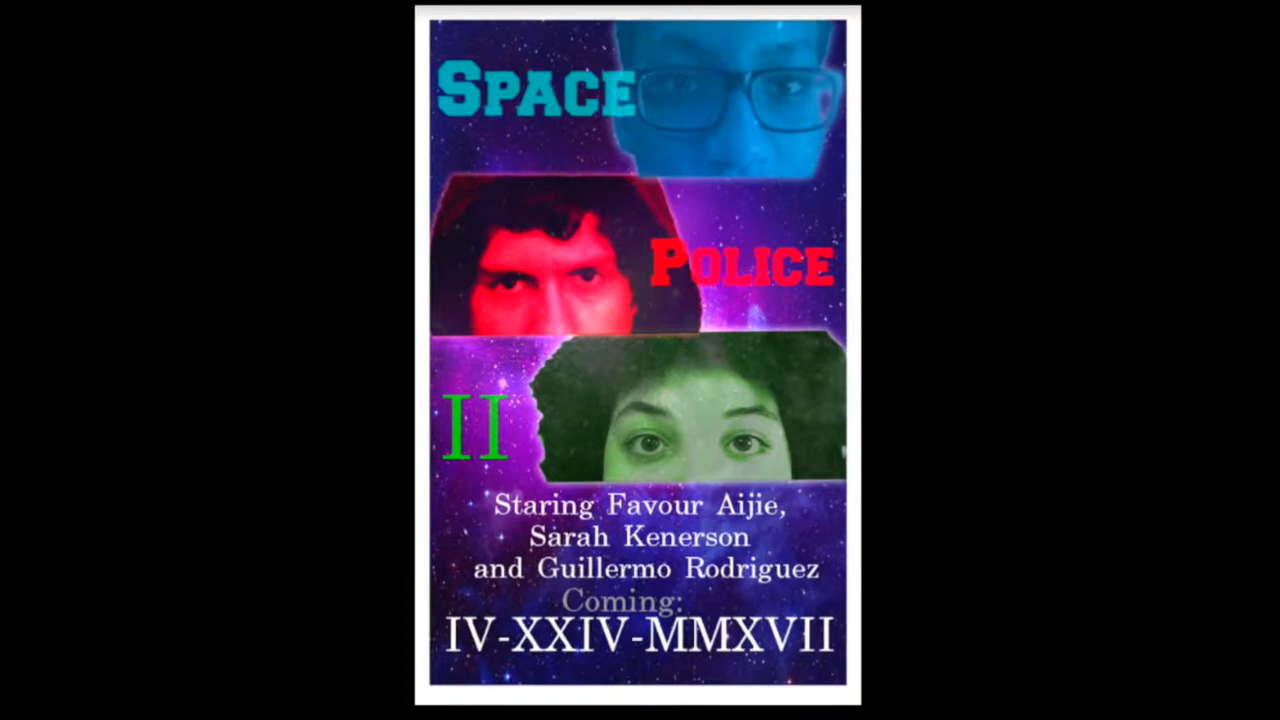 SPACE
POLICE
II
Staring Favour Aijie,
Sarah Kenerson
and Guillermo Rodriguez
Coming:
IV-XXIV-MMXVII